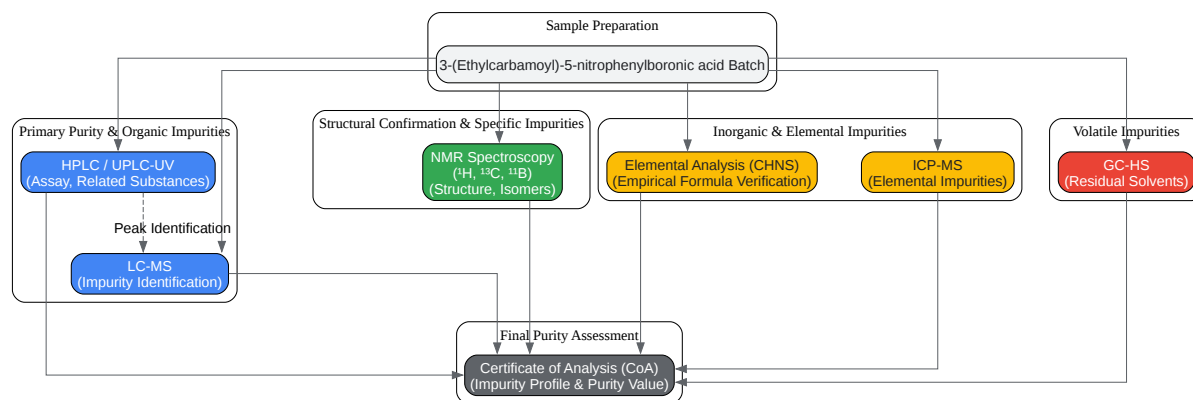 Sample Preparation
3-(Ethylcarbamoyl)-5-nitrophenylboronic acid Batch
Primary Purity & Organic Impurities
HPLC / UPLC-UV
(Assay, Related Substances)
Peak Identification
LC-MS
(Impurity Identification)
Structural Confirmation & Specific Impurities
NMR Spectroscopy
(¹H, ¹³C, ¹¹B)
(Structure, Isomers)
Inorganic & Elemental Impurities
Elemental Analysis (CHNS)
(Empirical Formula Verification)
ICP-MS
(Elemental Impurities)
Volatile Impurities
GC-HS
(Residual Solvents)
Final Purity Assessment
Certificate of Analysis (CoA)
(Impurity Profile & Purity Value)